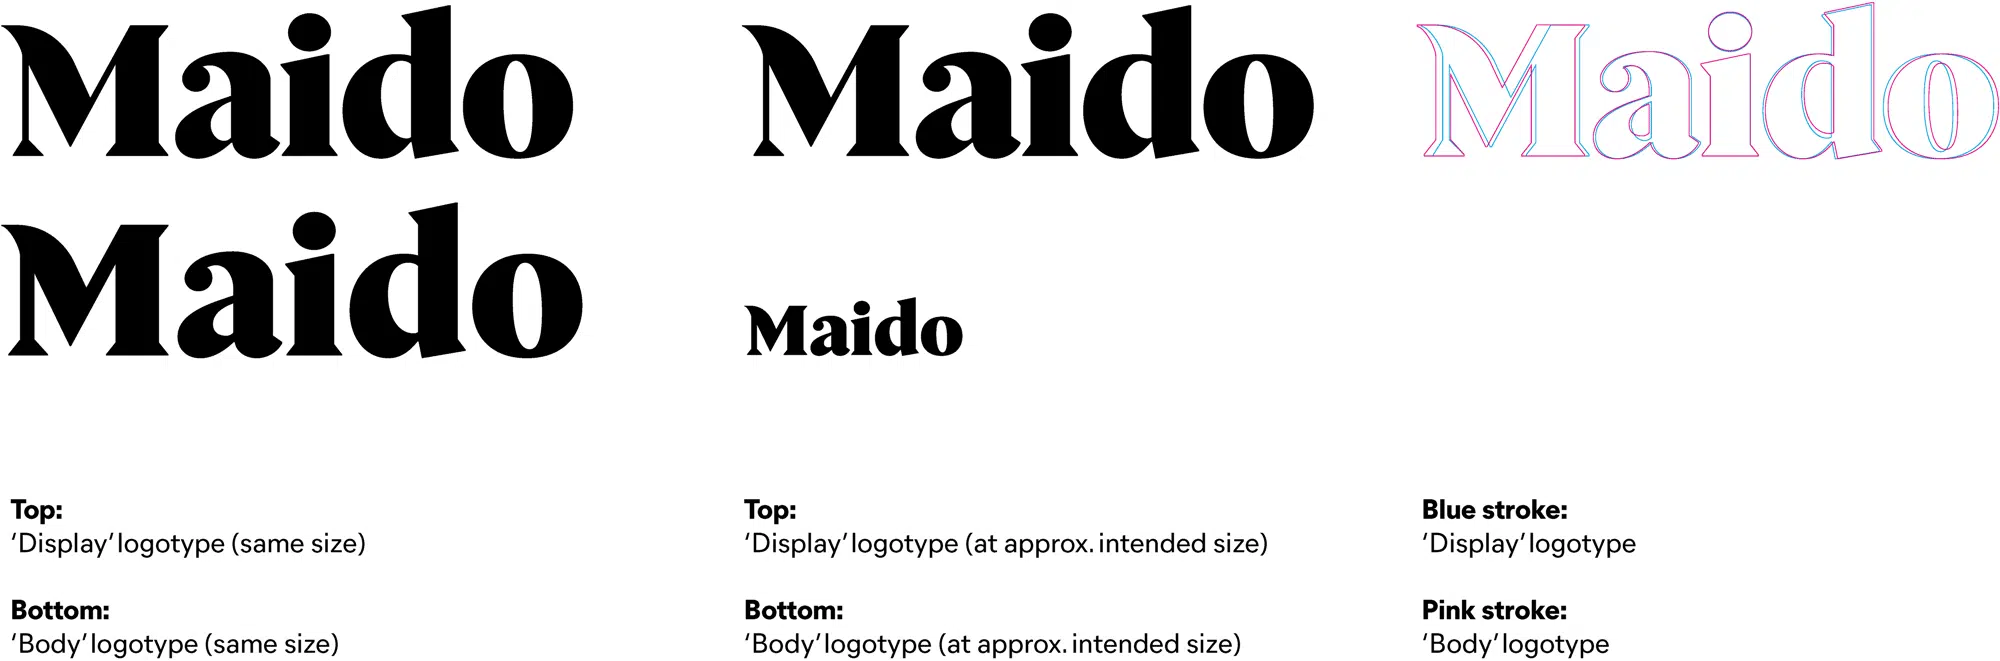 Maido
Maido
Top:
‘Display’ logotype (same size)
Bottom:
‘Body’ logotype (same size)
Maido
Maido
Top:
‘Display’ logotype (at approx. intended size)
Bottom:
‘Body’ logotype (at approx. intended size)
Maido
Blue stroke:
‘Display’ logotype
Pink stroke:
‘Body’ logotype